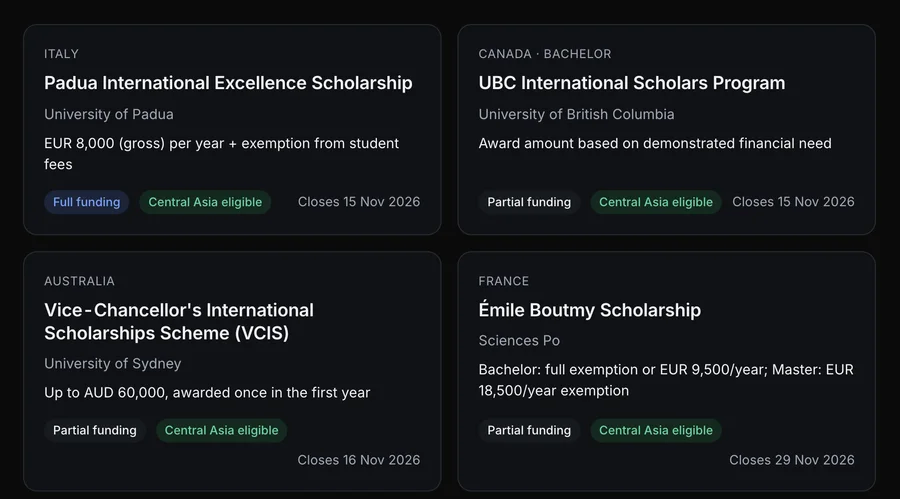 ITALY
Padua International Excellence Scholarship
University of Padua
EUR 8,000 (gross) per year + exemption from student
fees
Full funding
Central Asia eligible
Closes 15 Nov 2026
CANADA · BACHELOR
UBC International Scholars Program
University of British Columbia
Award amount based on demonstrated financial need
Partial funding
Central Asia eligible
Closes 15 Nov 2026
AUSTRALIA
Vice-Chancellor's International
Scholarships Scheme (VCIS)
University of Sydney
Up to AUD 60,000, awarded once in the first year
Partial funding
Central Asia eligible
Closes 16 Nov 2026
FRANCE
Émile Boutmy Scholarship
Sciences Po
Bachelor: full exemption or EUR 9,500/year; Master: EUR
18,500/year exemption
Partial funding
Central Asia eligible
Closes 29 Nov 2026